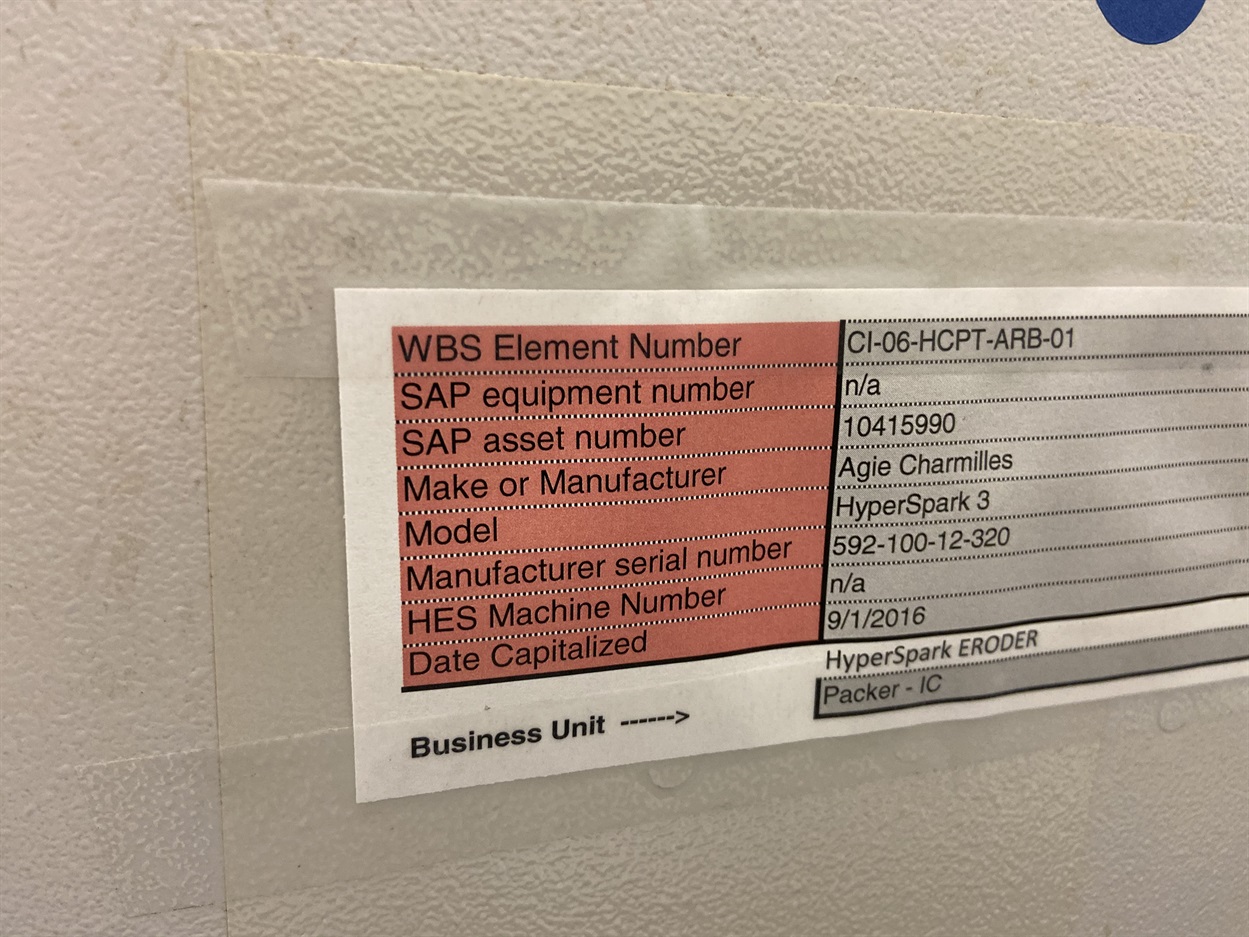 WBS Element Number CI-06-HCPT-ARB-01
SAP equipment number n/a
SAP asset number 10415990
Make or Manufacturer Agie Charmilles
Model HyperSpark 3
Manufacturer serial number 592-100-12-320
HES Machine Number n/a
Date Capitalized 9/1/2016
HyperSpark ERODER
Business Unit ------> Packer - IC